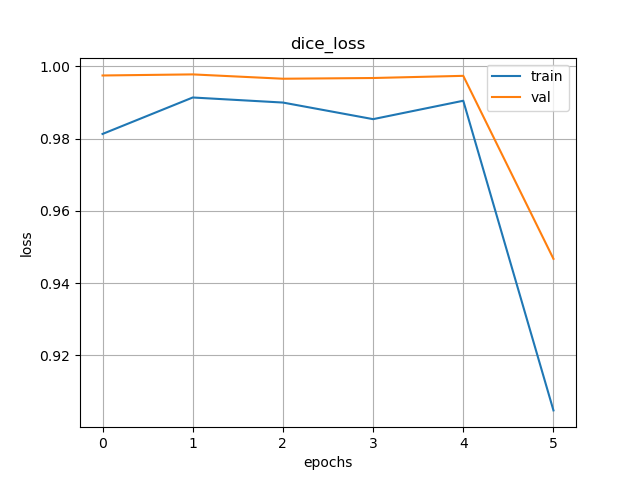 dice_loss
train
val
loss
1.00
0.98
0.96
0.94
0.92
0 1 2 3 4 5
epochs